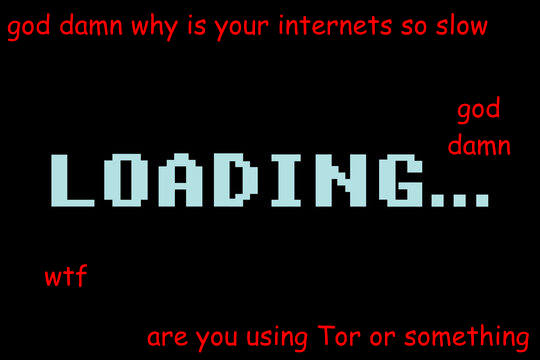 god damn why is your internets so slow
god
damn
LOADING...
wtf
are you using Tor or something